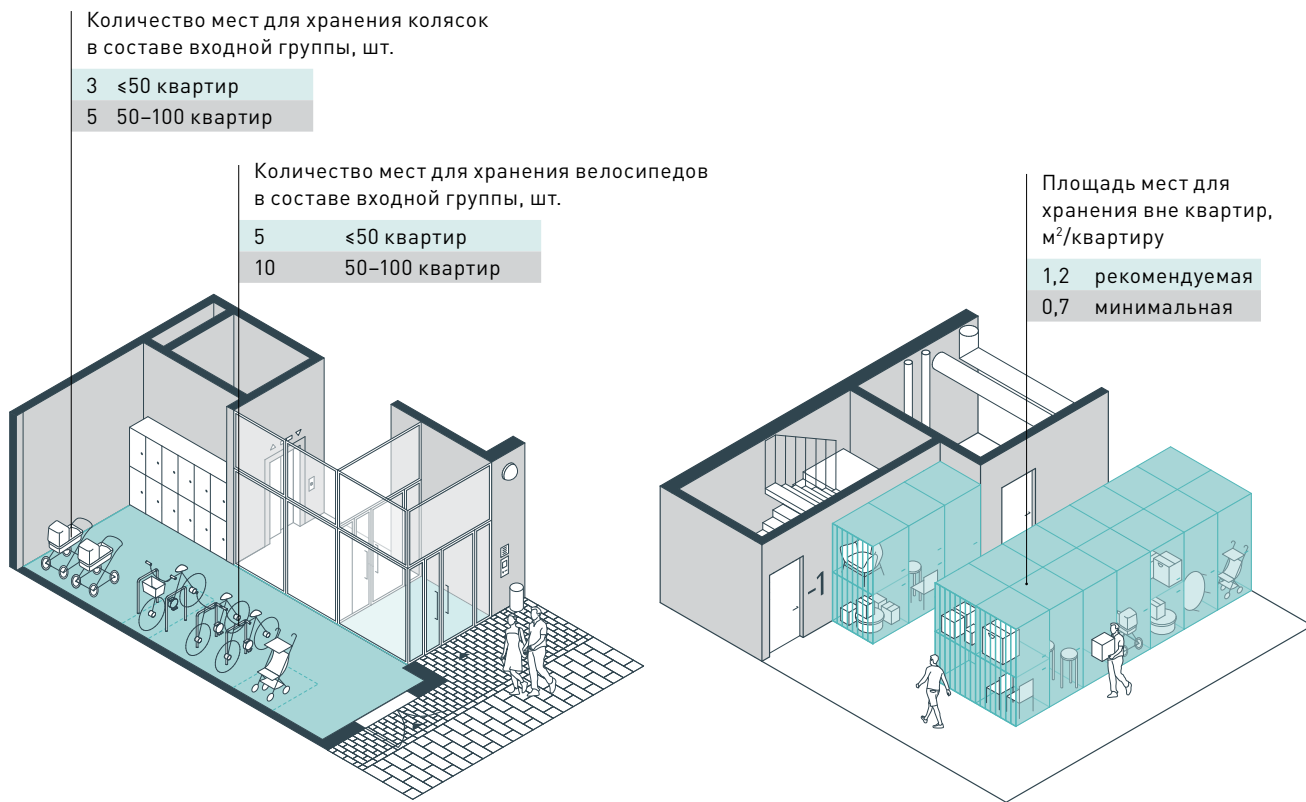 Количество мест для хранения колясок
в составе входной группы, шт.
3 ≤50 квартир
5 50–100 квартир
Количество мест для хранения велосипедов
в составе входной группы, шт.
5 ≤50 квартир
10 50–100 квартир
Площадь мест для
хранения вне квартир,
м²/квартиру
1,2 рекомендуемая
0,7 минимальная
-1